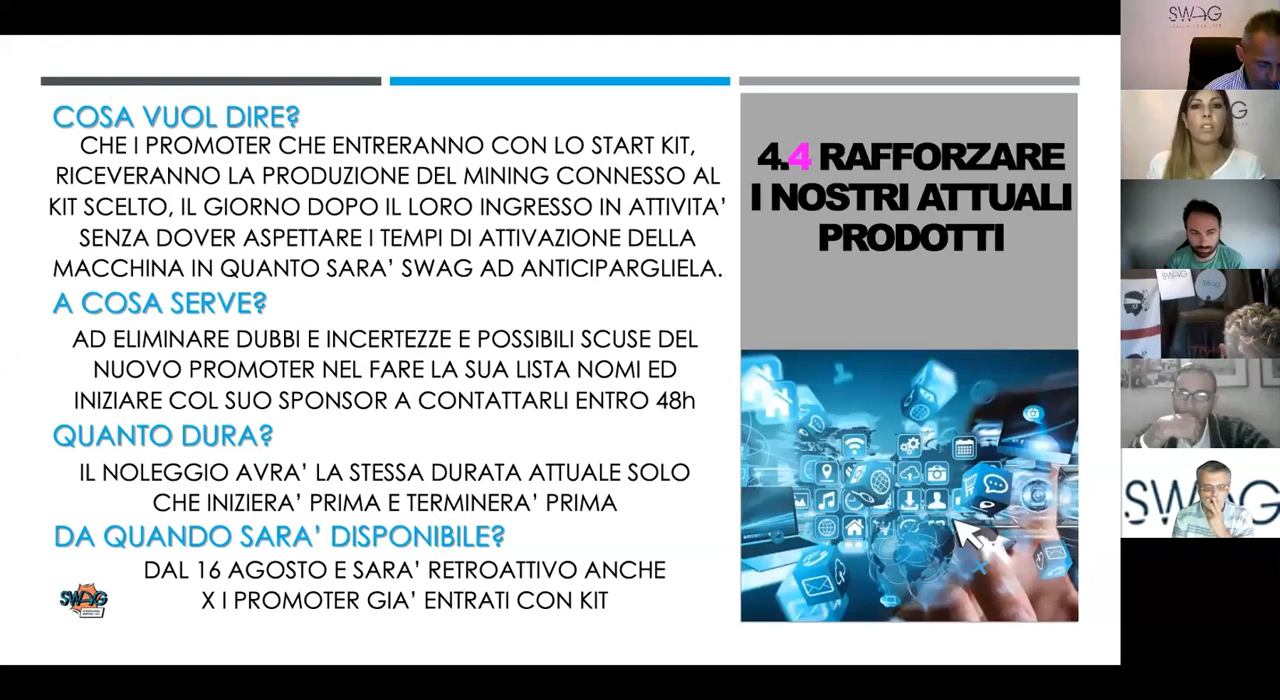 COSA VUOL DIRE?
CHE I PROMOTER CHE ENTRERANNO CON LO START KIT,
RICEVERANNO LA PRODUZIONE DEL MINING CONNESSO AL
KIT SCELTO, IL GIORNO DOPO IL LORO INGRESSO IN ATTIVITA’
SENZA DOVER ASPETTARE I TEMPI DI ATTIVAZIONE DELLA
MACCHINA IN QUANTO SARA’ SWAG AD ANTICIPARGLIELA.
A COSA SERVE?
AD ELIMINARE DUBBI E INCERTEZZE E POSSIBILI SCUSE DEL
NUOVO PROMOTER NEL FARE LA SUA LISTA NOMI ED
INIZIARE COL SUO SPONSOR A CONTATTARLI ENTRO 48h
QUANTO DURA?
IL NOLEGGIO AVRA’ LA STESSA DURATA ATTUALE SOLO
CHE INIZIERA’ PRIMA E TERMINERA’ PRIMA
DA QUANDO SARA’ DISPONIBILE?
DAL 16 AGOSTO E SARA’ RETROATTIVO ANCHE
X I PROMOTER GIA’ ENTRATI CON KIT
SWAG
4.4 RAFFORZARE
I NOSTRI ATTUALI
PRODOTTI
SWAG
SWAG
SWAG
SWAG